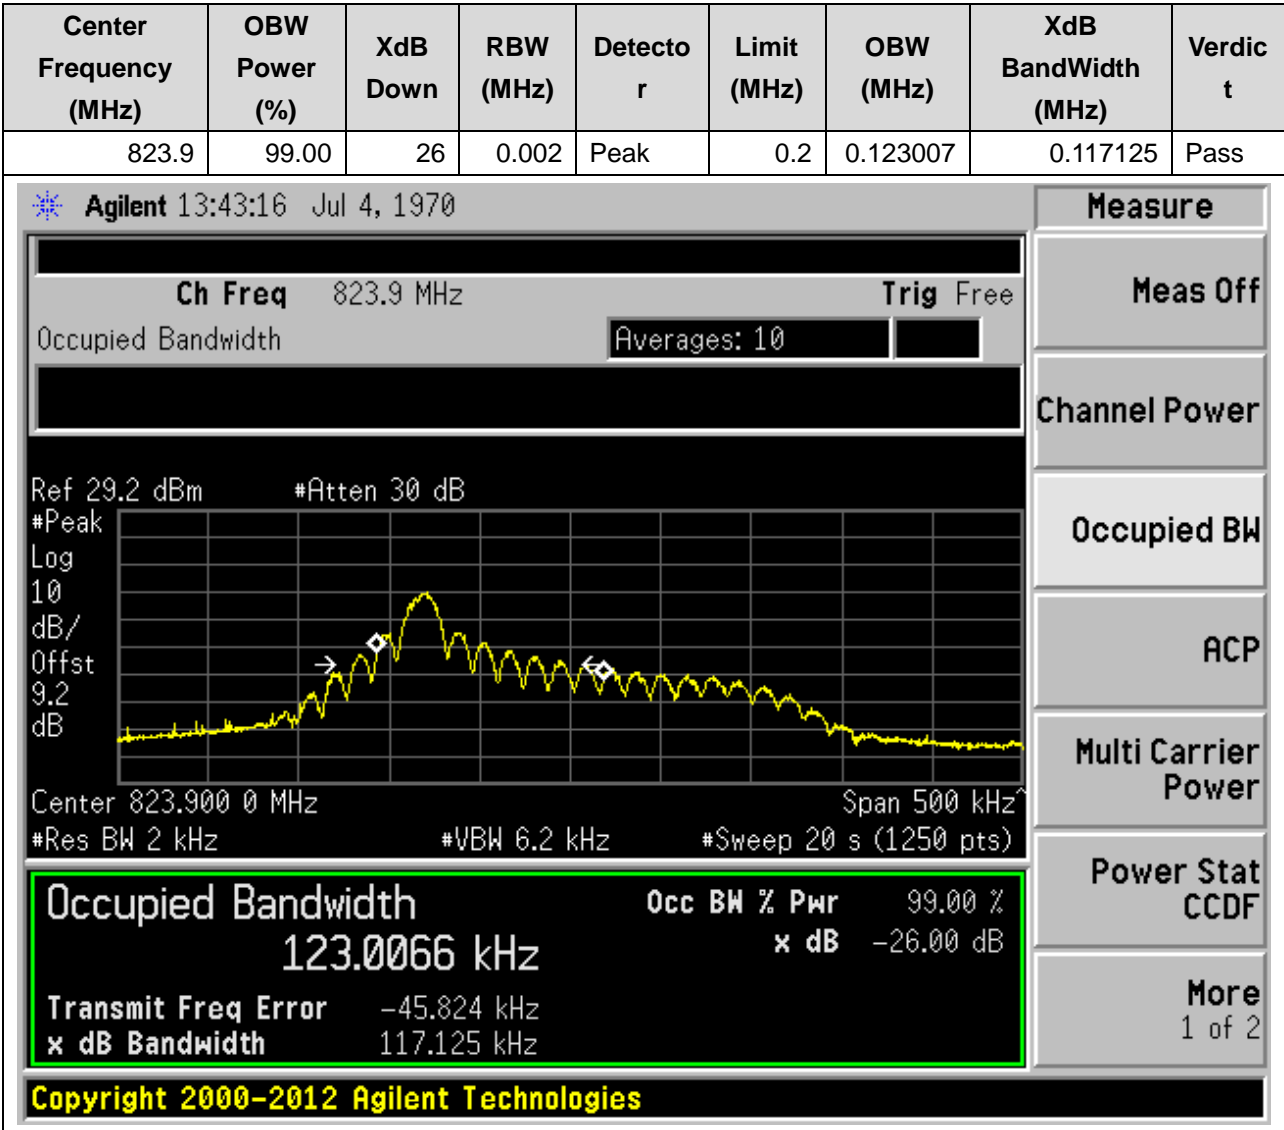 Center Frequency (MHz) OBW Power (%) XdB Down RBW (MHz) Detecto r Limit (MHz) OBW (MHz) XdB BandWidth (MHz) Verdic t
823.9 99.00 26 0.002 Peak 0.2 0.123007 0.117125 Pass
Agilent 13:43:16 Jul 4, 1970
Measure
Ch Freq 823.9 MHz Trig Free
Occupied Bandwidth Averages: 10
Meas Off
Channel Power
Occupied BW
ACP
Multi Carrier
Power
Power Stat
CCDF
More
1 of 2
Ref 29.2 dBm #Atten 30 dB
#Peak
Log
10
dB/
Offst
9.2
dB
Center 823.900 0 MHz Span 500 kHz^
#Res BW 2 kHz #VBW 6.2 kHz #Sweep 20 s (1250 pts)
Occupied Bandwidth
123.0066 kHz
Occ BW % Pwr 99.00 %
x dB -26.00 dB
Transmit Freq Error -45.824 kHz
x dB Bandwidth 117.125 kHz
Copyright 2000-2012 Agilent Technologies